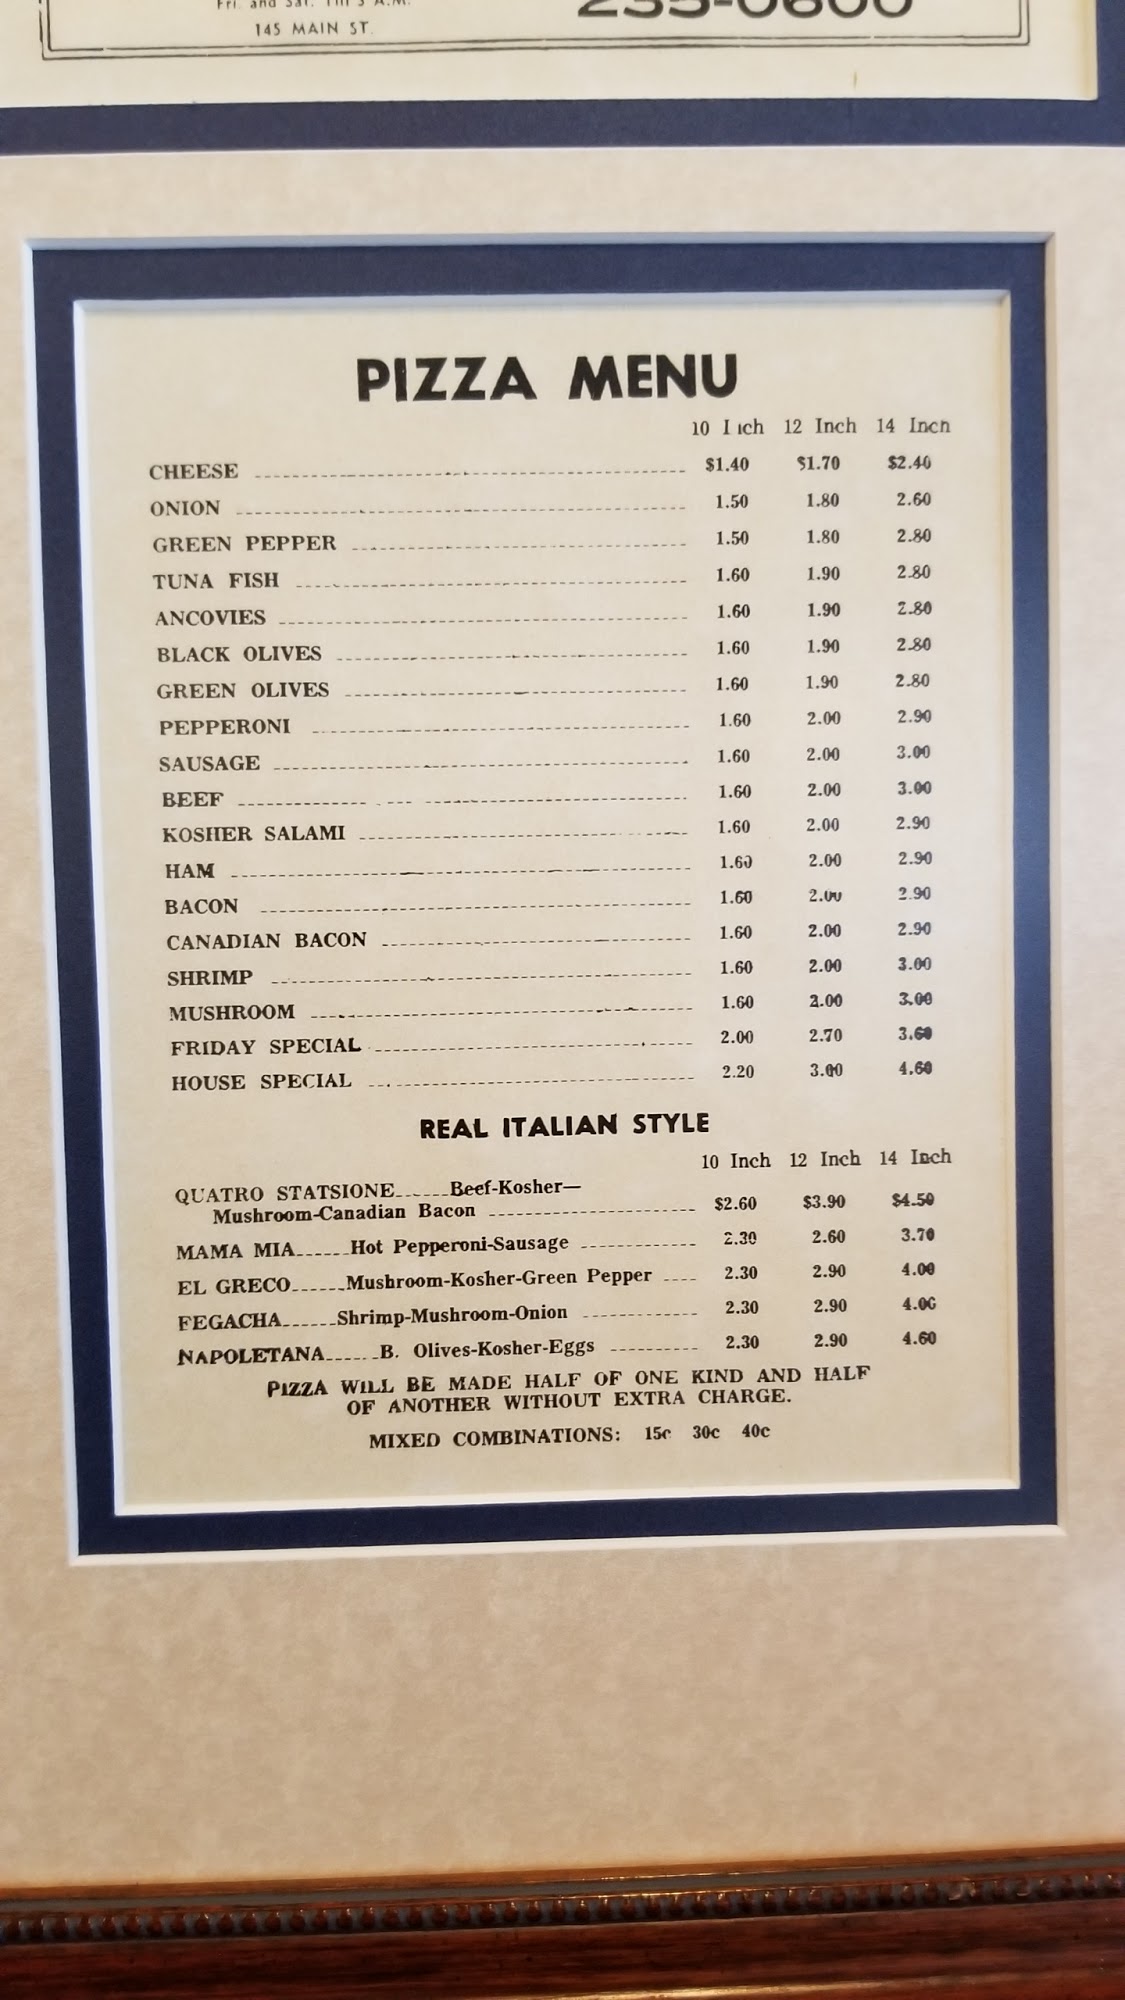 Fri. and Sat. Till 3 A.M.
145 MAIN ST.
235-0600
PIZZA MENU
10 Inch 12 Inch 14 Inch
CHEESE $1.40 $1.70 $2.40
ONION 1.50 1.80 2.60
GREEN PEPPER 1.50 1.80 2.80
TUNA FISH 1.60 1.90 2.80
ANCOVIES 1.60 1.90 2.80
BLACK OLIVES 1.60 1.90 2.80
GREEN OLIVES 1.60 1.90 2.80
PEPPERONI 1.60 2.00 2.90
SAUSAGE 1.60 2.00 3.00
BEEF 1.60 2.00 3.00
KOSHER SALAMI 1.60 2.00 2.90
HAM 1.60 2.00 2.90
BACON 1.60 2.00 2.90
CANADIAN BACON 1.60 2.00 2.90
SHRIMP 1.60 2.00 3.00
MUSHROOM 1.60 2.00 3.00
FRIDAY SPECIAL 2.00 2.70 3.60
HOUSE SPECIAL 2.20 3.00 4.60
REAL ITALIAN STYLE
10 Inch 12 Inch 14 Inch
QUATRO STATSIONE......Beef-Kosher—
Mushroom-Canadian Bacon $2.60 $3.90 $4.50
MAMA MIA......Hot Pepperoni-Sausage 2.30 2.60 3.70
EL GRECO......Mushroom-Kosher-Green Pepper 2.30 2.90 4.00
FEGACHA......Shrimp-Mushroom-Onion 2.30 2.90 4.00
NAPOLETANA......B. Olives-Kosher-Eggs 2.30 2.90 4.60
PIZZA WILL BE MADE HALF OF ONE KIND AND HALF
OF ANOTHER WITHOUT EXTRA CHARGE.
MIXED COMBINATIONS: 15c 30c 40c